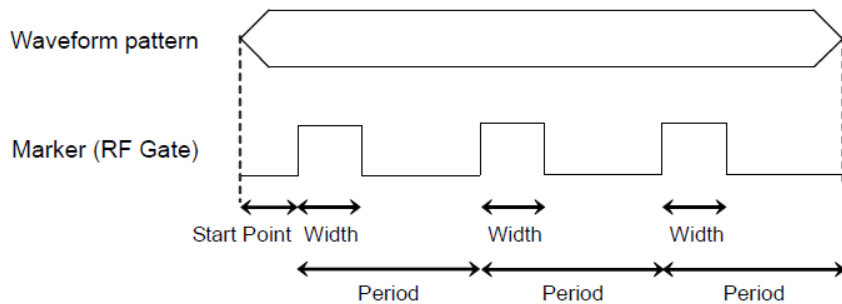 Waveform pattern
Marker (RF Gate)
Start Point Width Width Width
Period Period Period